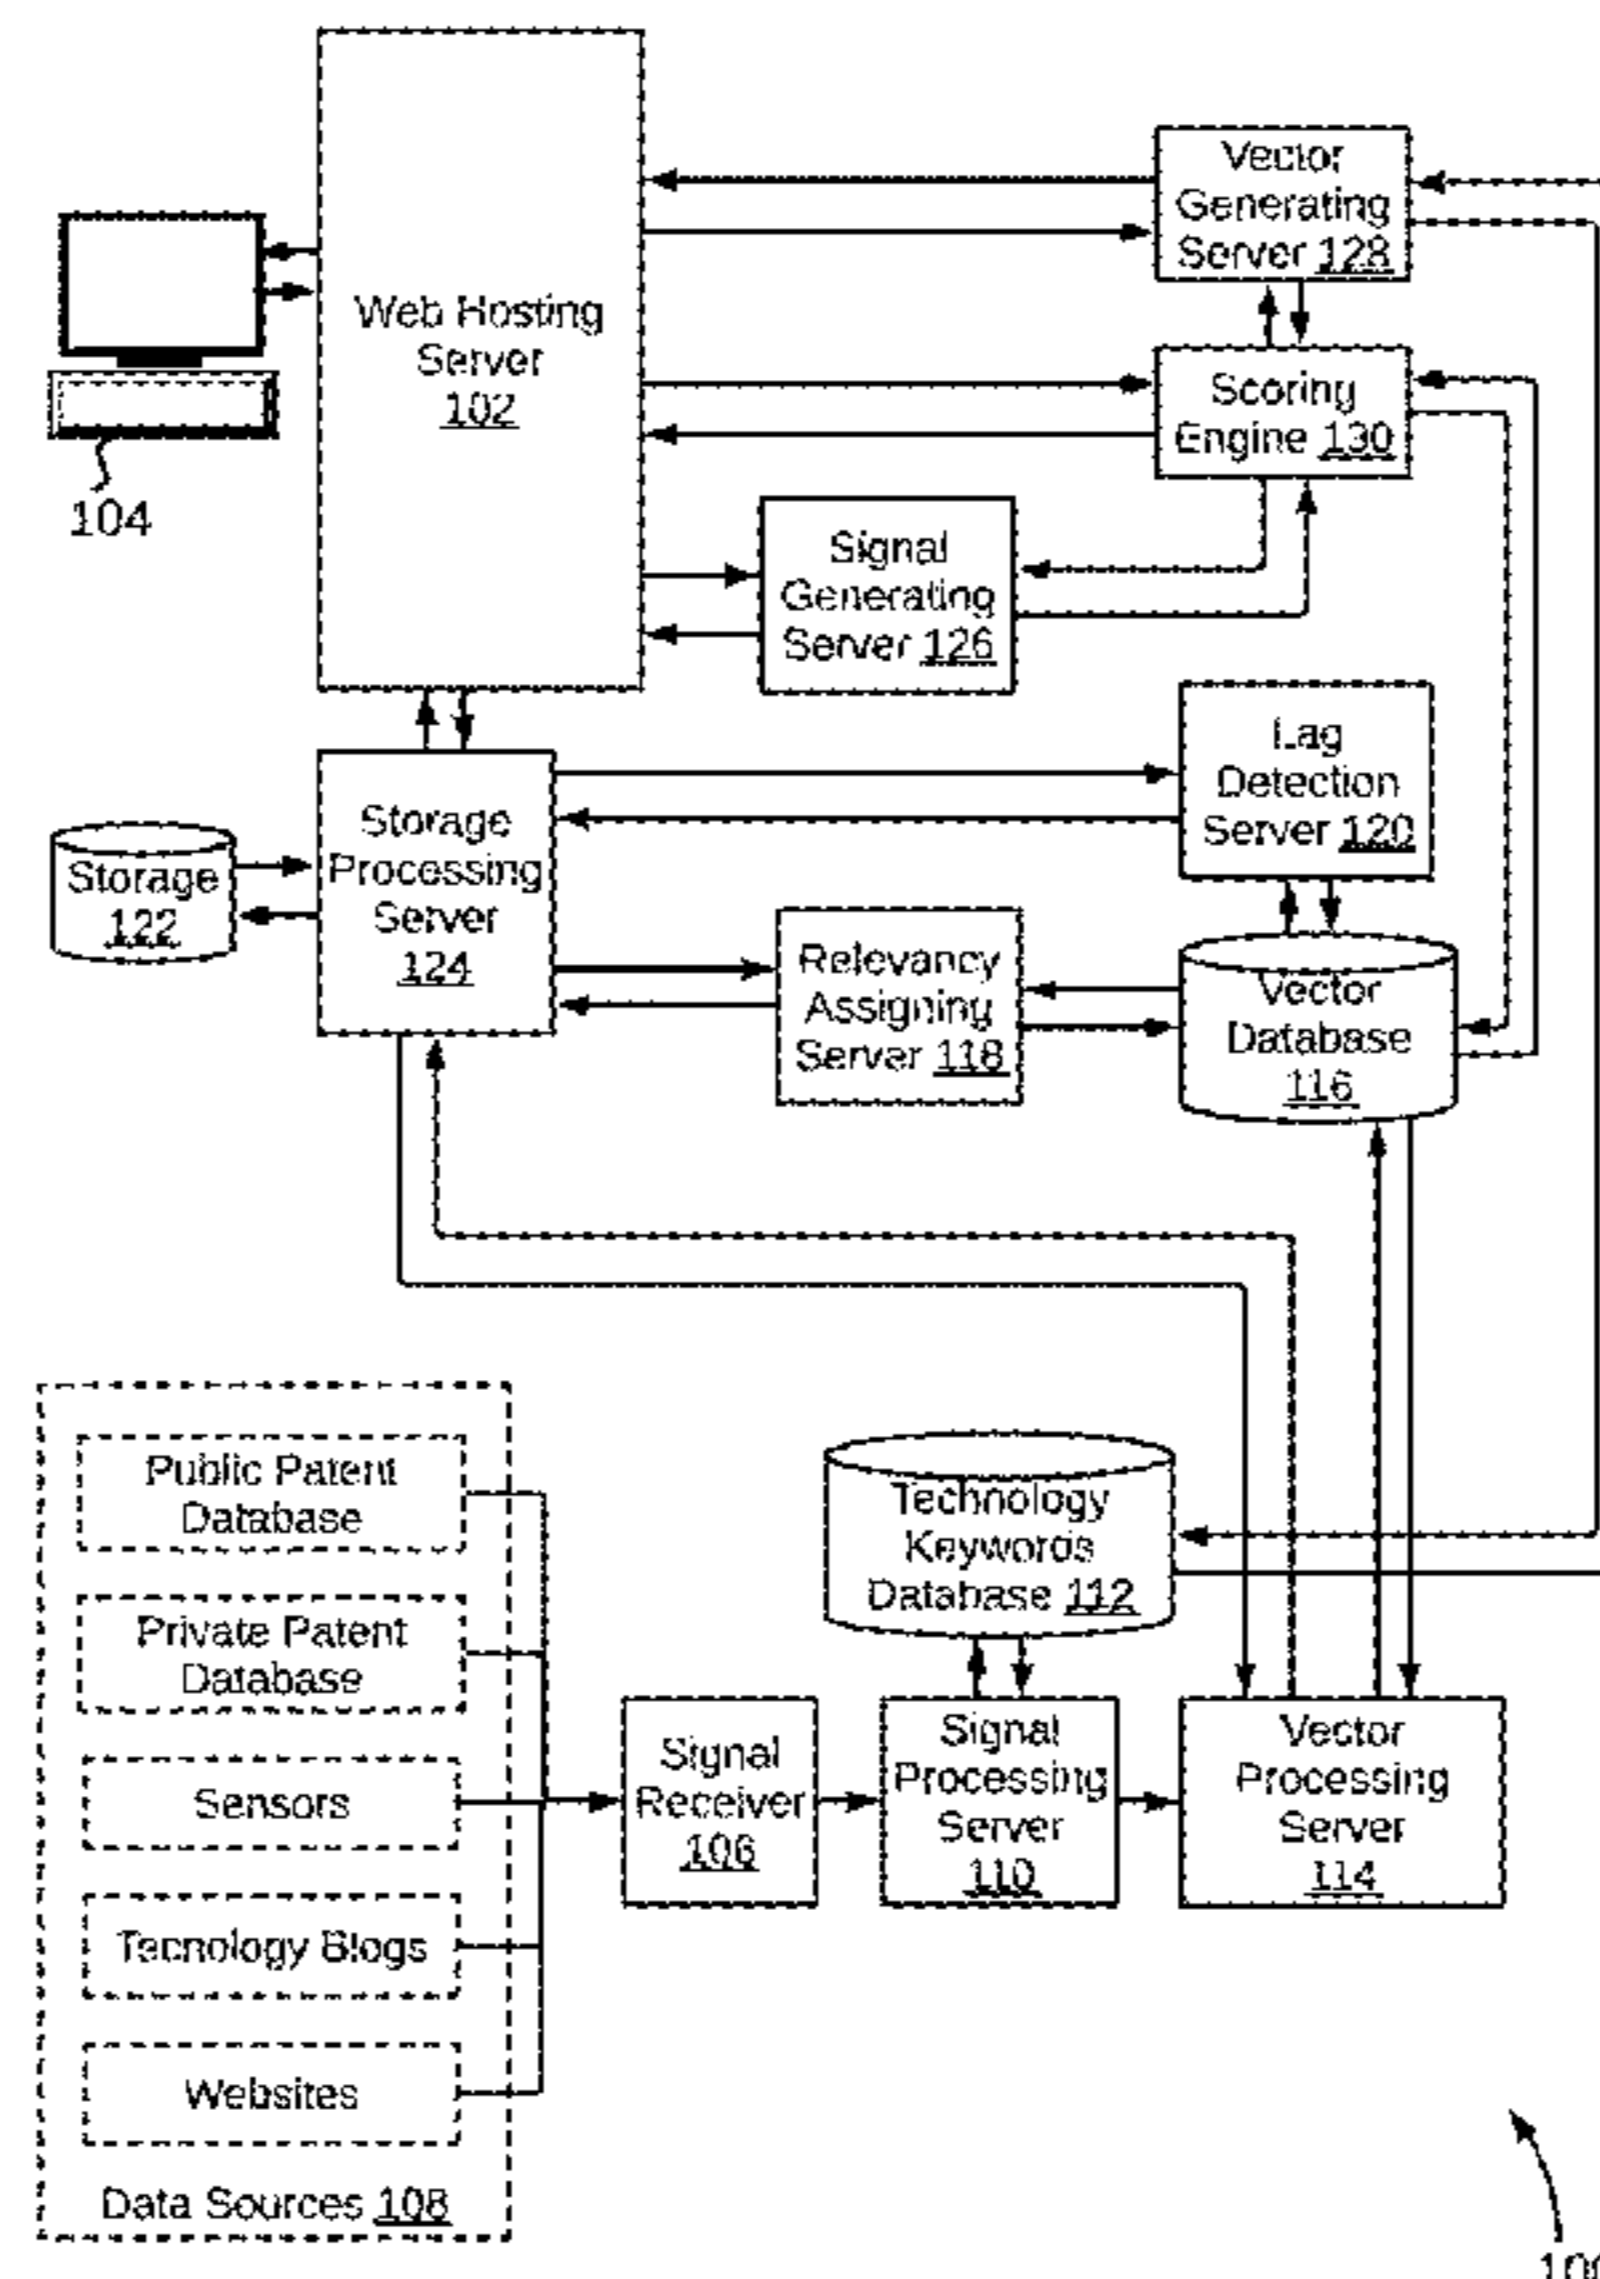 Vector
Generating
Server 128
Web Hosting
Server
102
Scoring
Engine 130
104
Signal
Generating
Server 126
Lag
Detection
Server 120
Storage
Processing
Server
124
Storage
122
Relevancy
Assigning
Server 118
Vector
Database
116
Public Patent
Database
Technology
Keywords
Database 112
Private Patent
Database
Signal
Receiver
106
Signal
Processing
Server
110
Vector
Processing
Server
114
Sensors
Tecnology Blogs
Websites
Data Sources 108
100